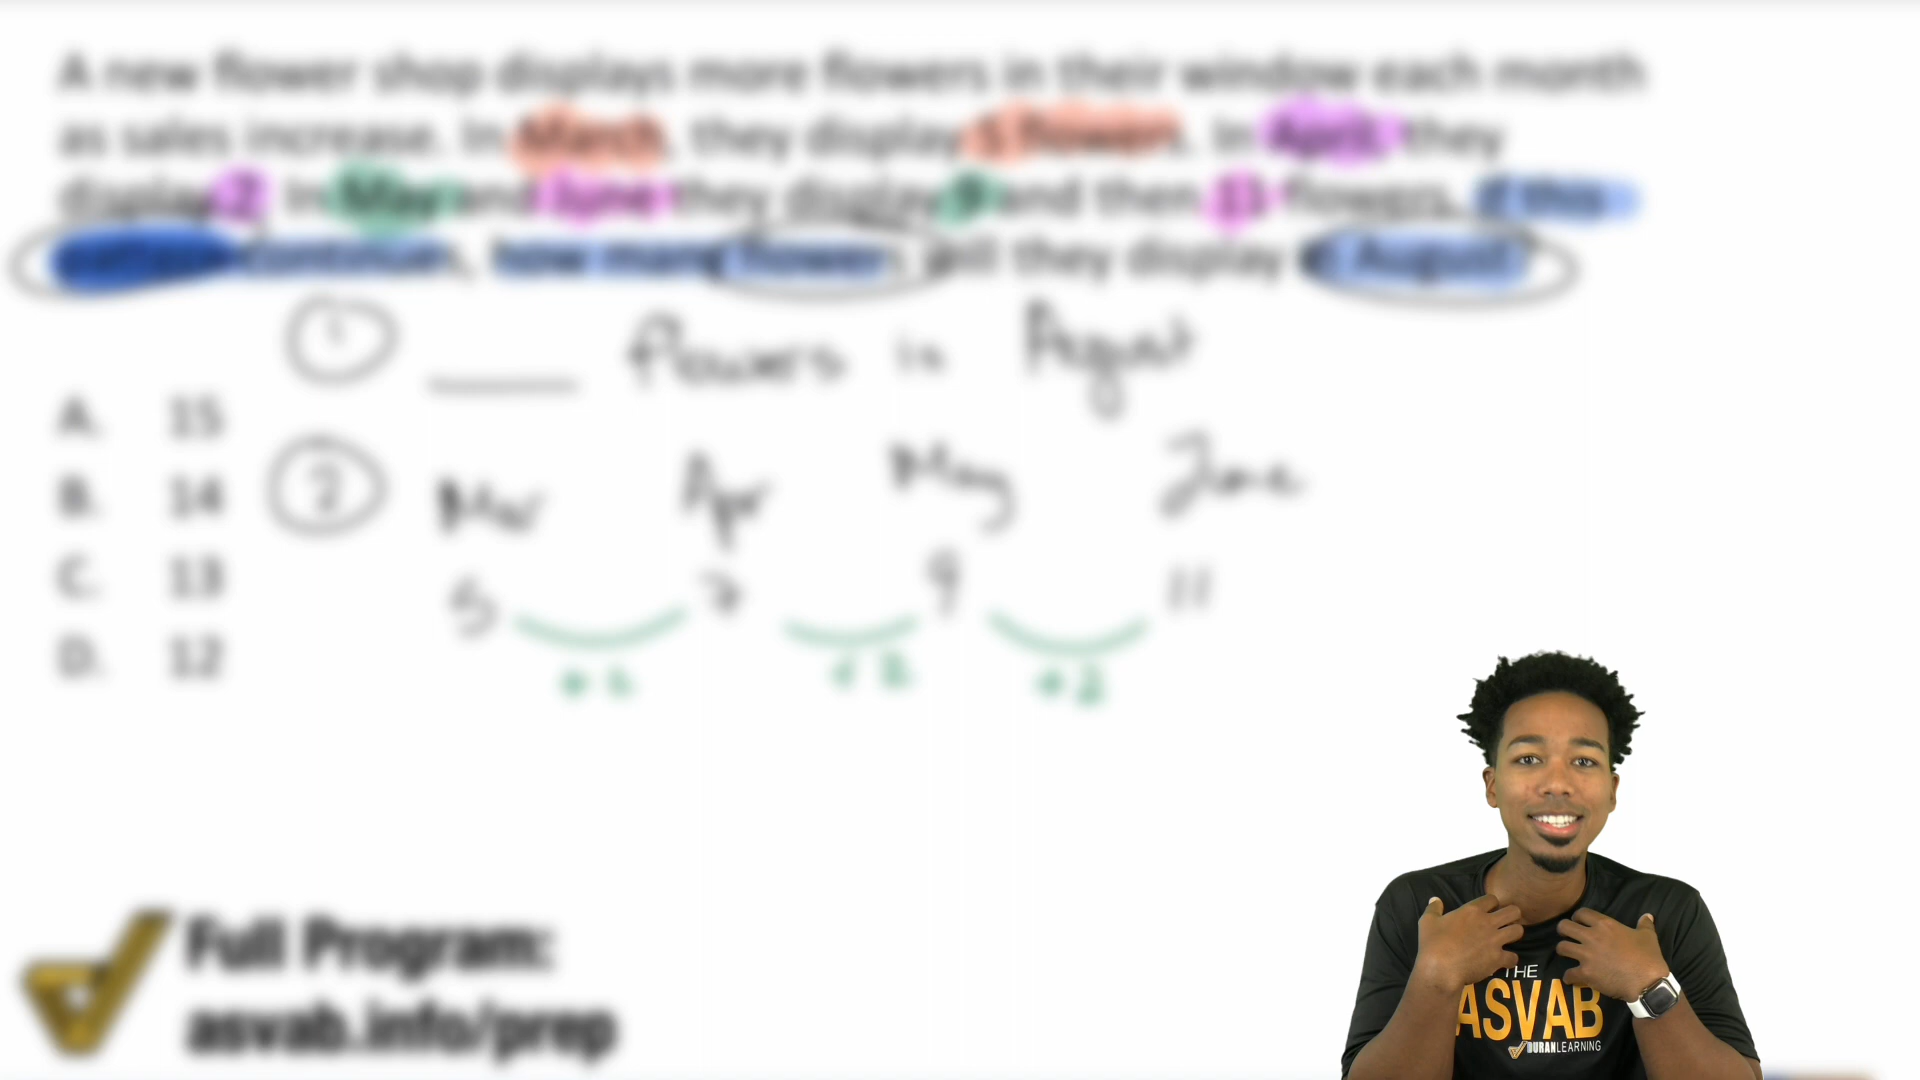 A new flower shop displays more flowers in their window each month
as sales increase. In March, they display 5 flowers. In April, they
display 7. In May and June they display 9 and then 11 flowers. If this
pattern continues, how many flowers will they display in August?
1 ____ flowers in August
A. 15
B. 14
2 Mar Apr May June
C. 13
5 7 9 11
D. 12
+2 +2 +2
Full Program:
asvab.info/prep
THE
ASVAB
DURANLEARNING